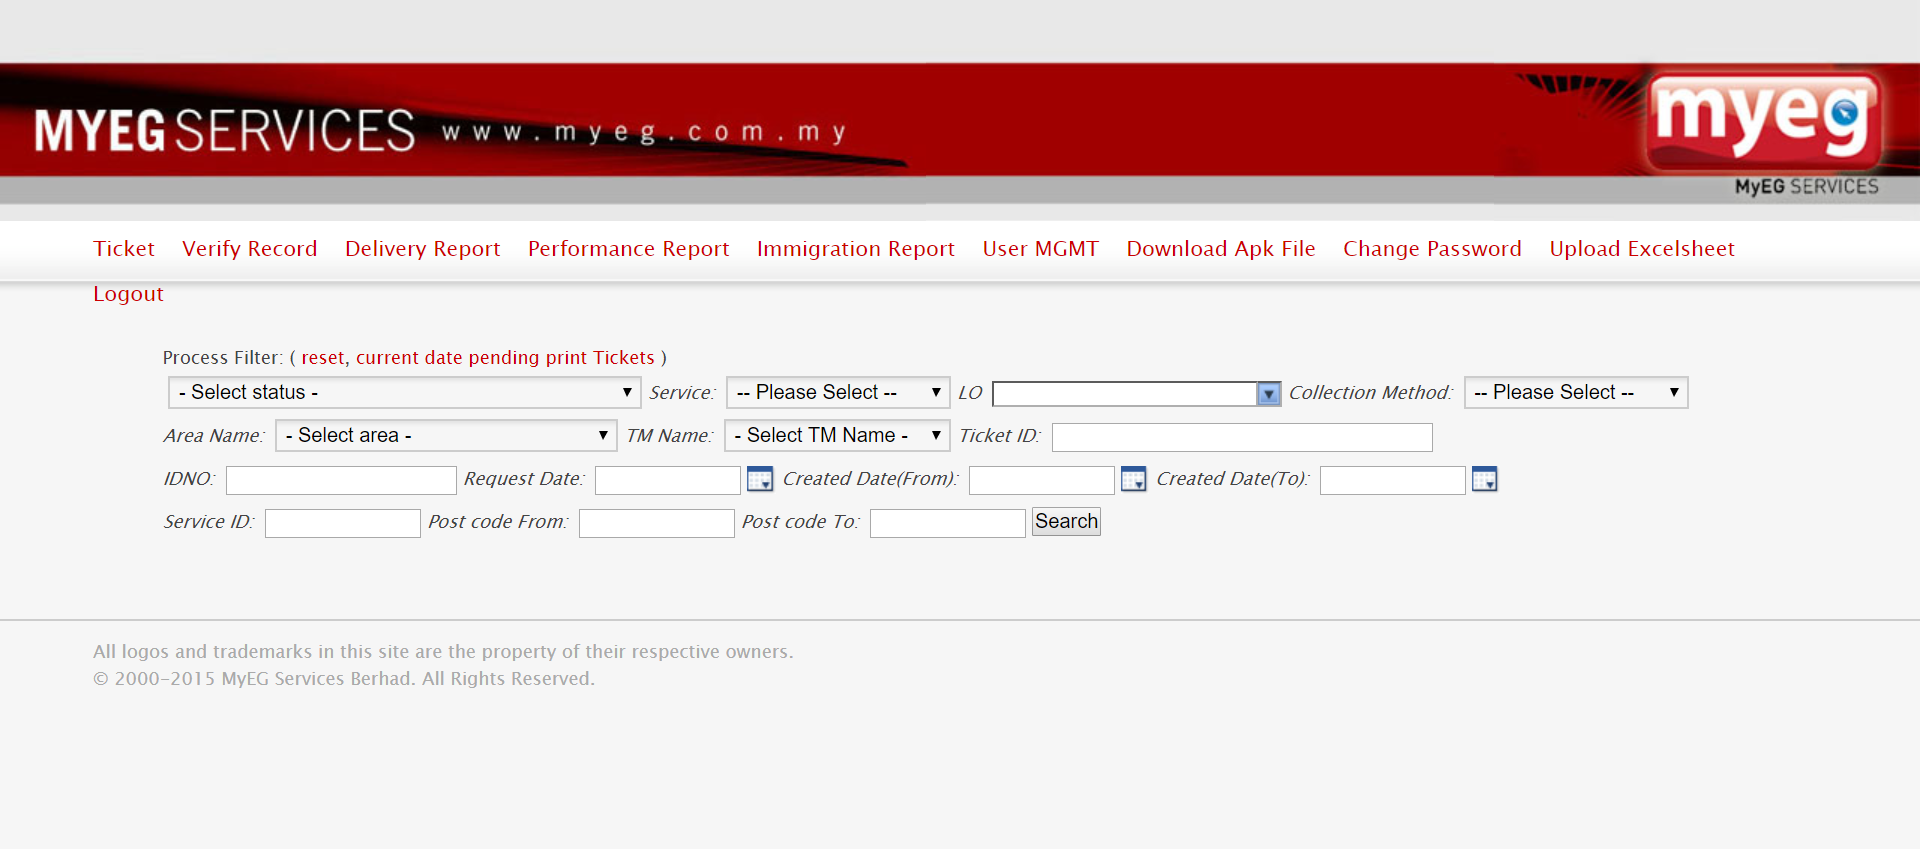 MYEG SERVICES www.myeg.com.my
myeg
MyEG SERVICES
Ticket Verify Record Delivery Report Performance Report Immigration Report User MGMT Download Apk File Change Password Upload Excelsheet
Logout
Process Filter: ( reset, current date pending print Tickets )
- Select status - Service: -- Please Select -- LO Collection Method: -- Please Select --
Area Name: - Select area - TM Name: - Select TM Name - Ticket ID:
IDNO: Request Date: Created Date(From): Created Date(To):
Service ID: Post code From: Post code To: Search
All logos and trademarks in this site are the property of their respective owners.
© 2000-2015 MyEG Services Berhad. All Rights Reserved.